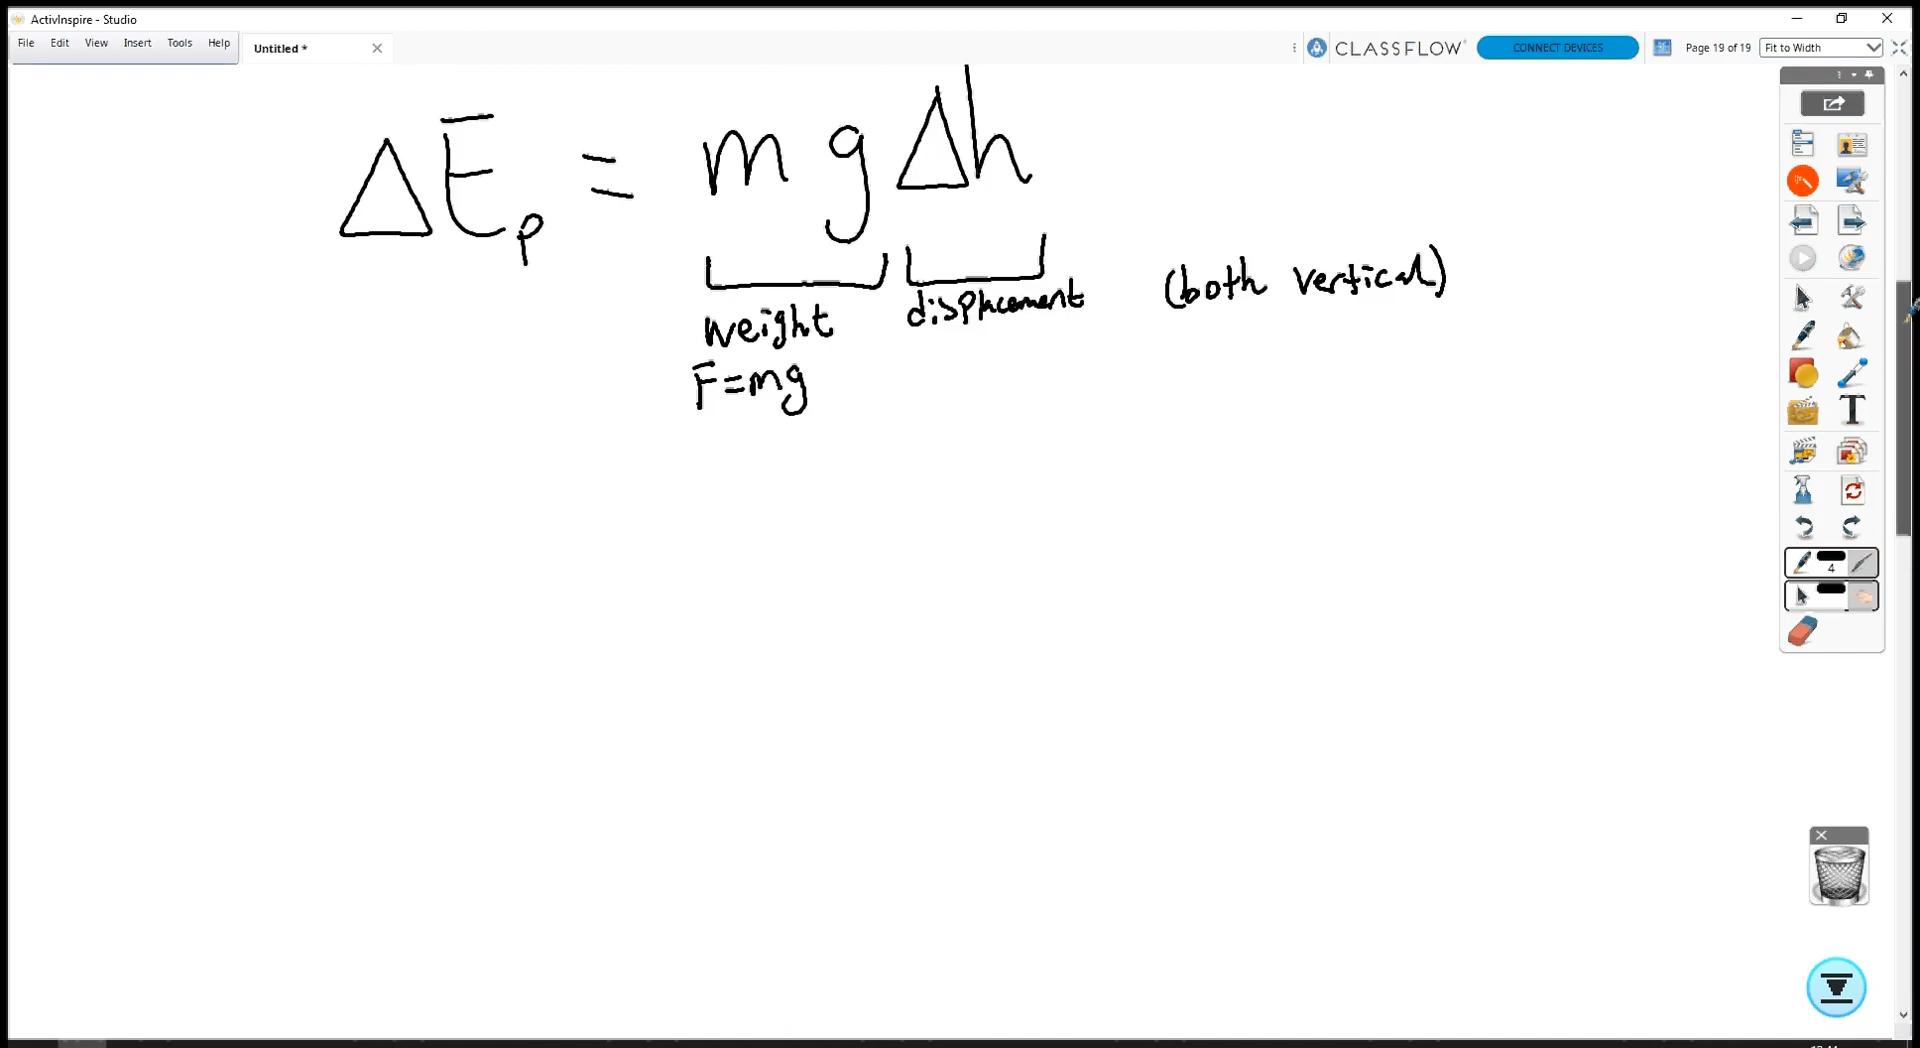 ActivInspire - Studio
File Edit View Insert Tools Help Untitled * CLASSFLOW CONNECT DEVICES Page 19 of 19 Fit to Width
ΔEp = mgΔh
weight displacement (both vertical)
F=mg
T
4